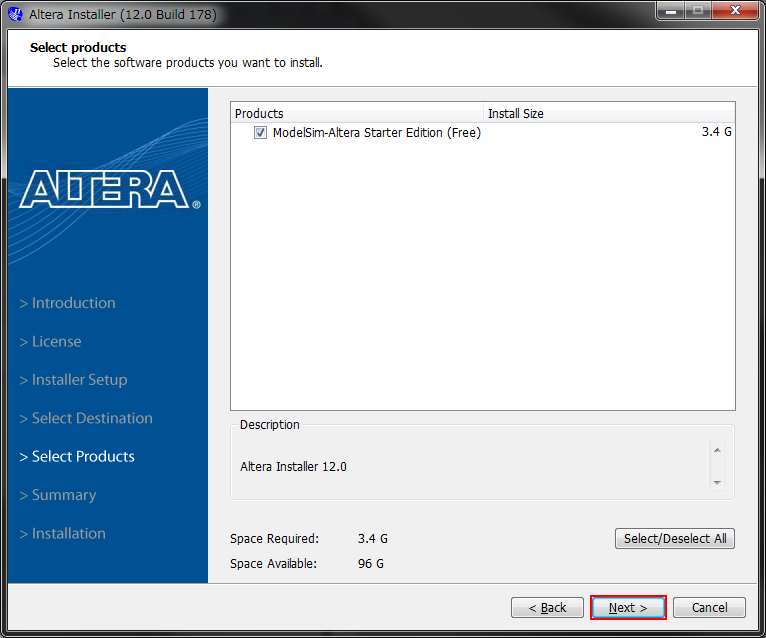 Altera Installer (12.0 Build 178)
Select products
Select the software products you want to install.
ALTERA®
> Introduction
> License
> Installer Setup
> Select Destination
> Select Products
> Summary
> Installation
Products Install Size
ModelSim-Altera Starter Edition (Free) 3.4 G
Description
Altera Installer 12.0
Space Required: 3.4 G
Space Available: 96 G
Select/Deselect All
< Back Next > Cancel